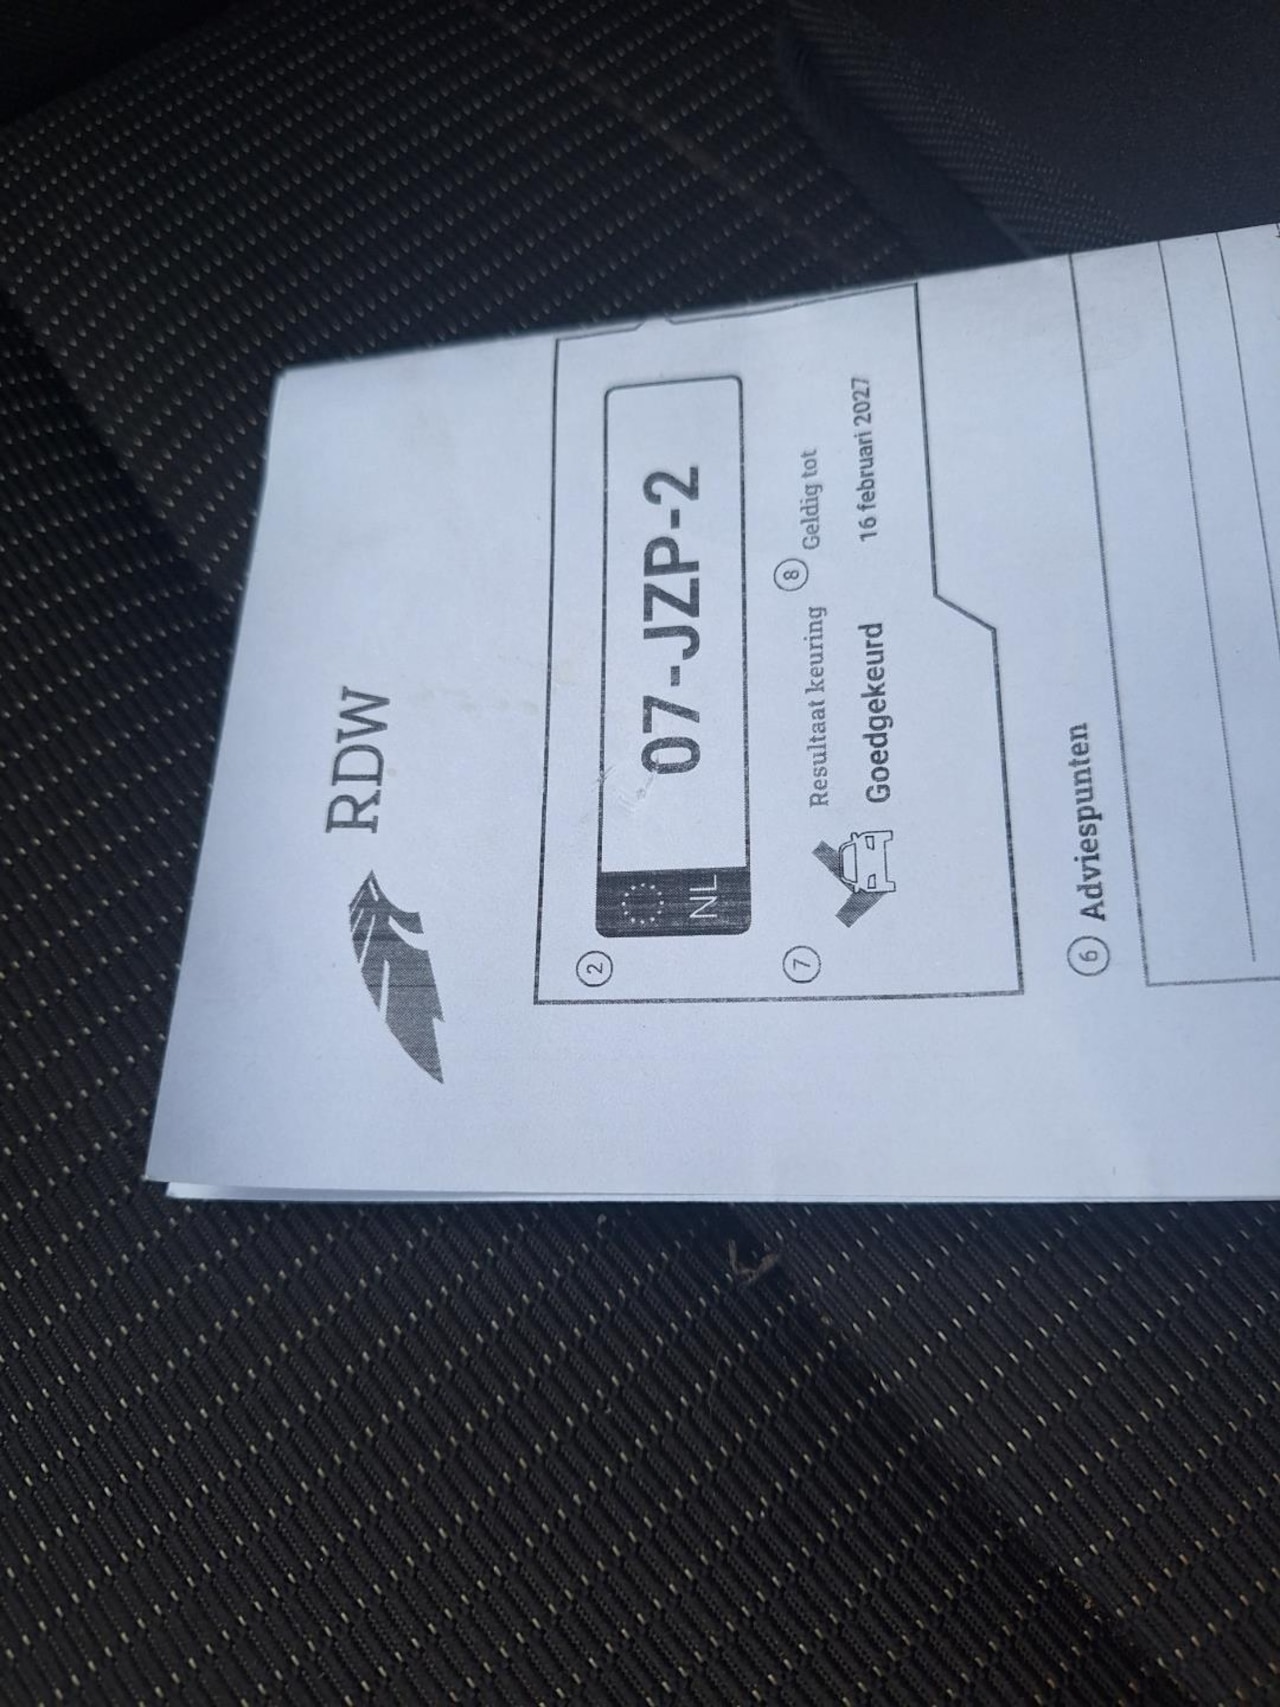 RDW
2
NL 07-JZP-2
7 Resultaat keuring 8 Geldig tot
Goedgekeurd 16 februari 2027
6 Adviespunten